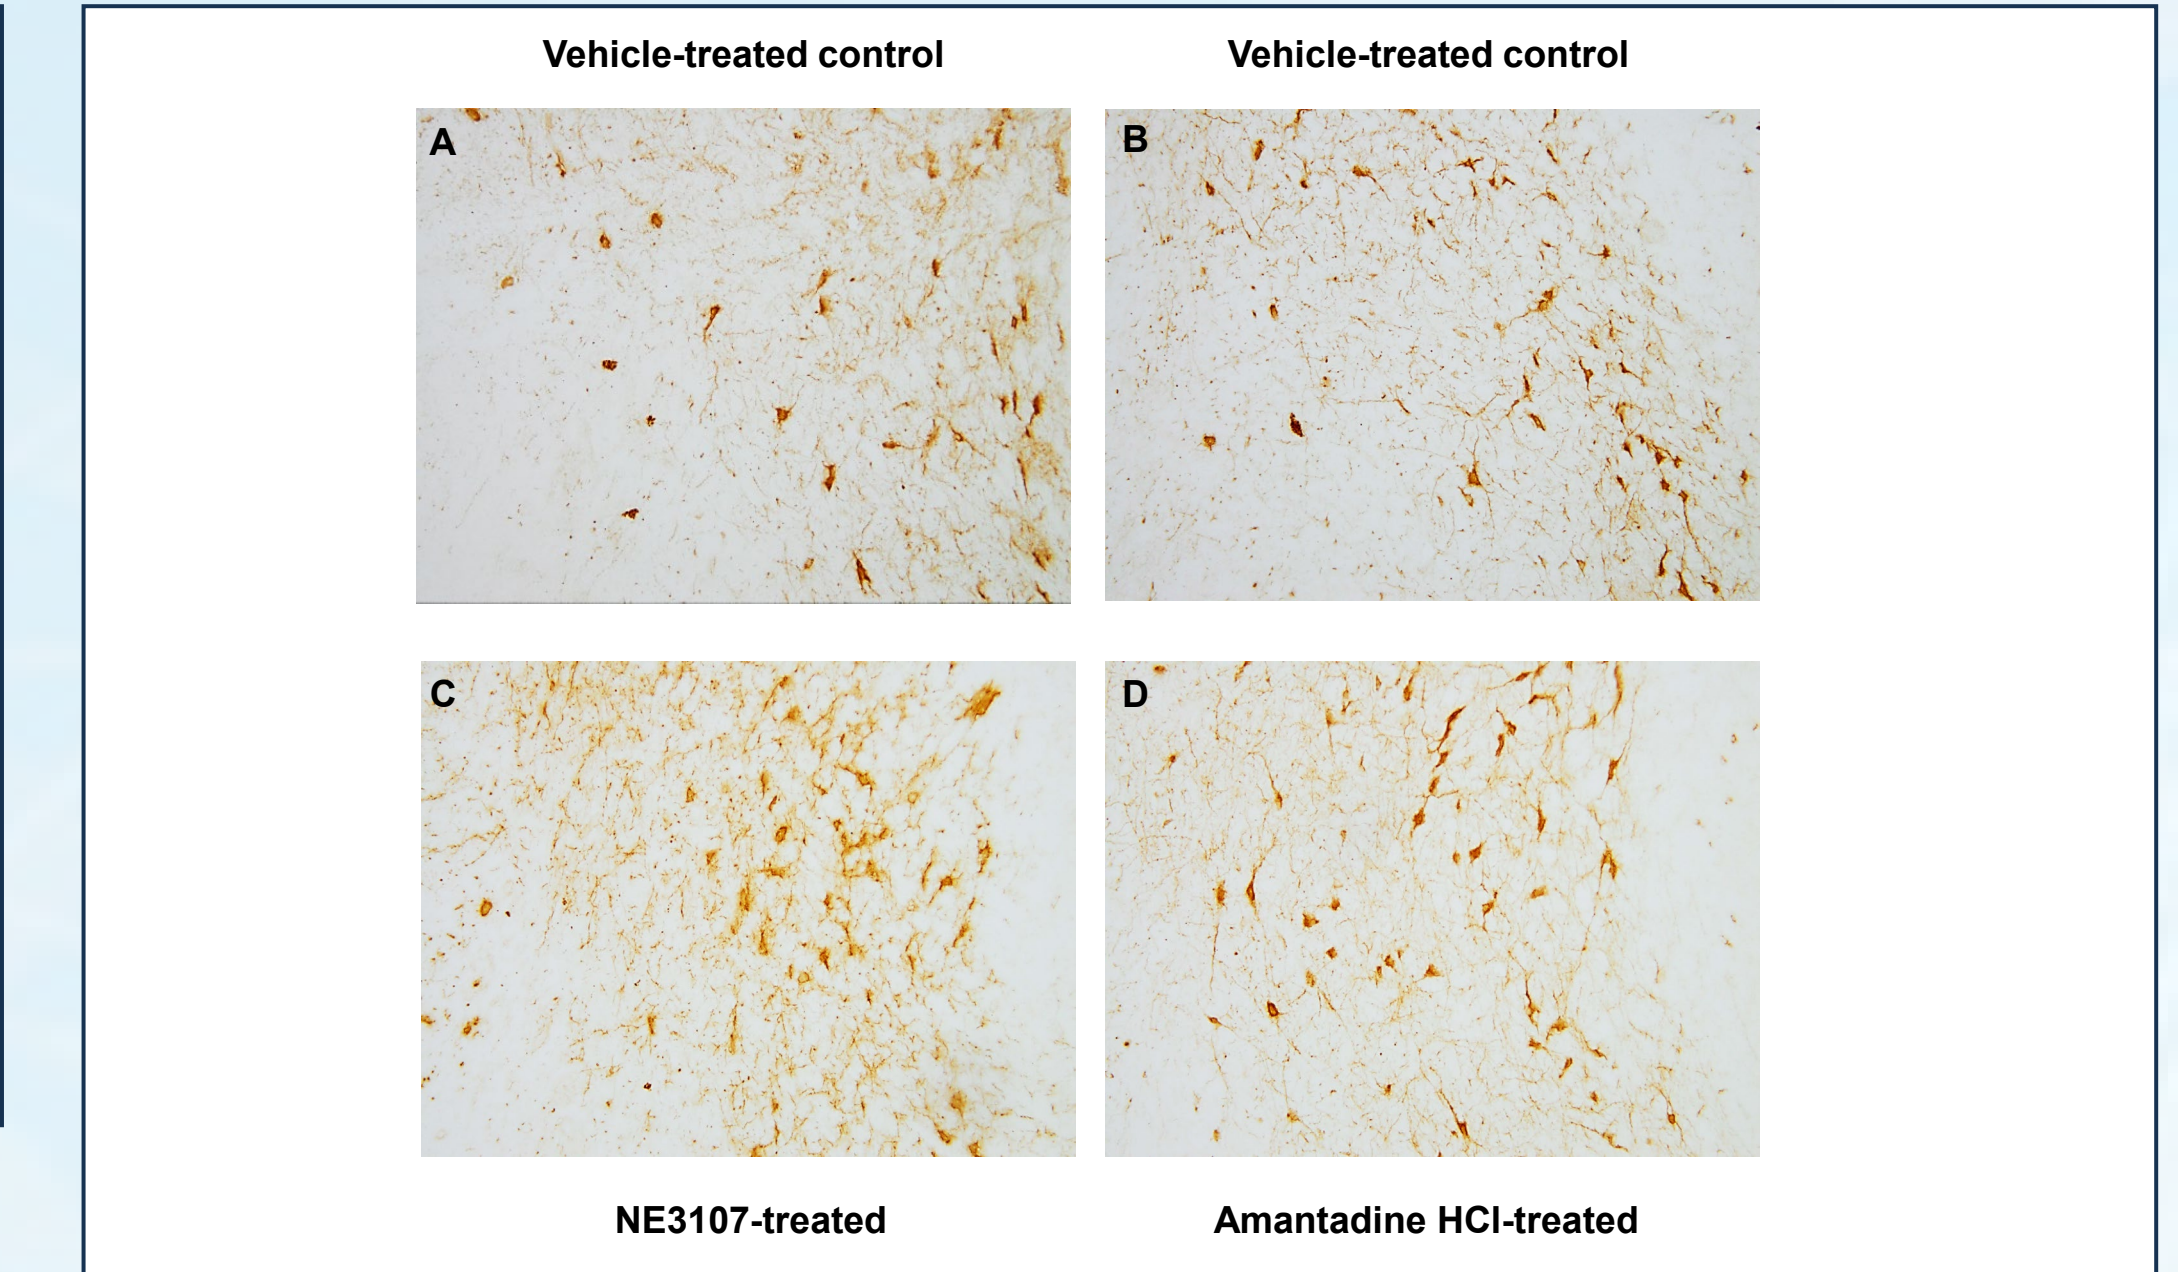 Vehicle-treated control
Vehicle-treated control
A
B
C
D
NE3107-treated
Amantadine HCl-treated